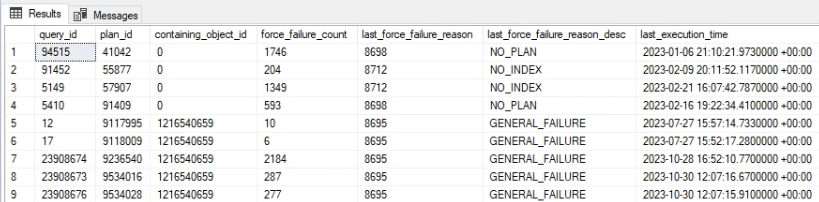 Results Messages
query_id plan_id containing_object_id force_failure_count last_force_failure_reason last_force_failure_reason_desc last_execution_time
1 94515 41042 0 1746 8698 NO_PLAN 2023-01-06 21:10:21.9730000 +00:00
2 91452 55877 0 204 8712 NO_INDEX 2023-02-09 20:11:52.1170000 +00:00
3 5149 57907 0 1349 8712 NO_INDEX 2023-02-21 16:07:42.7870000 +00:00
4 5410 91409 0 593 8698 NO_PLAN 2023-02-16 19:22:34.4100000 +00:00
5 12 9117995 1216540659 10 8695 GENERAL_FAILURE 2023-07-27 15:57:14.7330000 +00:00
6 17 9118009 1216540659 6 8695 GENERAL_FAILURE 2023-07-27 15:52:17.2800000 +00:00
7 23908674 9236540 1216540659 2184 8695 GENERAL_FAILURE 2023-10-28 16:52:10.7700000 +00:00
8 23908673 9534016 1216540659 287 8695 GENERAL_FAILURE 2023-10-30 12:07:16.6700000 +00:00
9 23908676 9534028 1216540659 277 8695 GENERAL_FAILURE 2023-10-30 12:07:15.9100000 +00:00